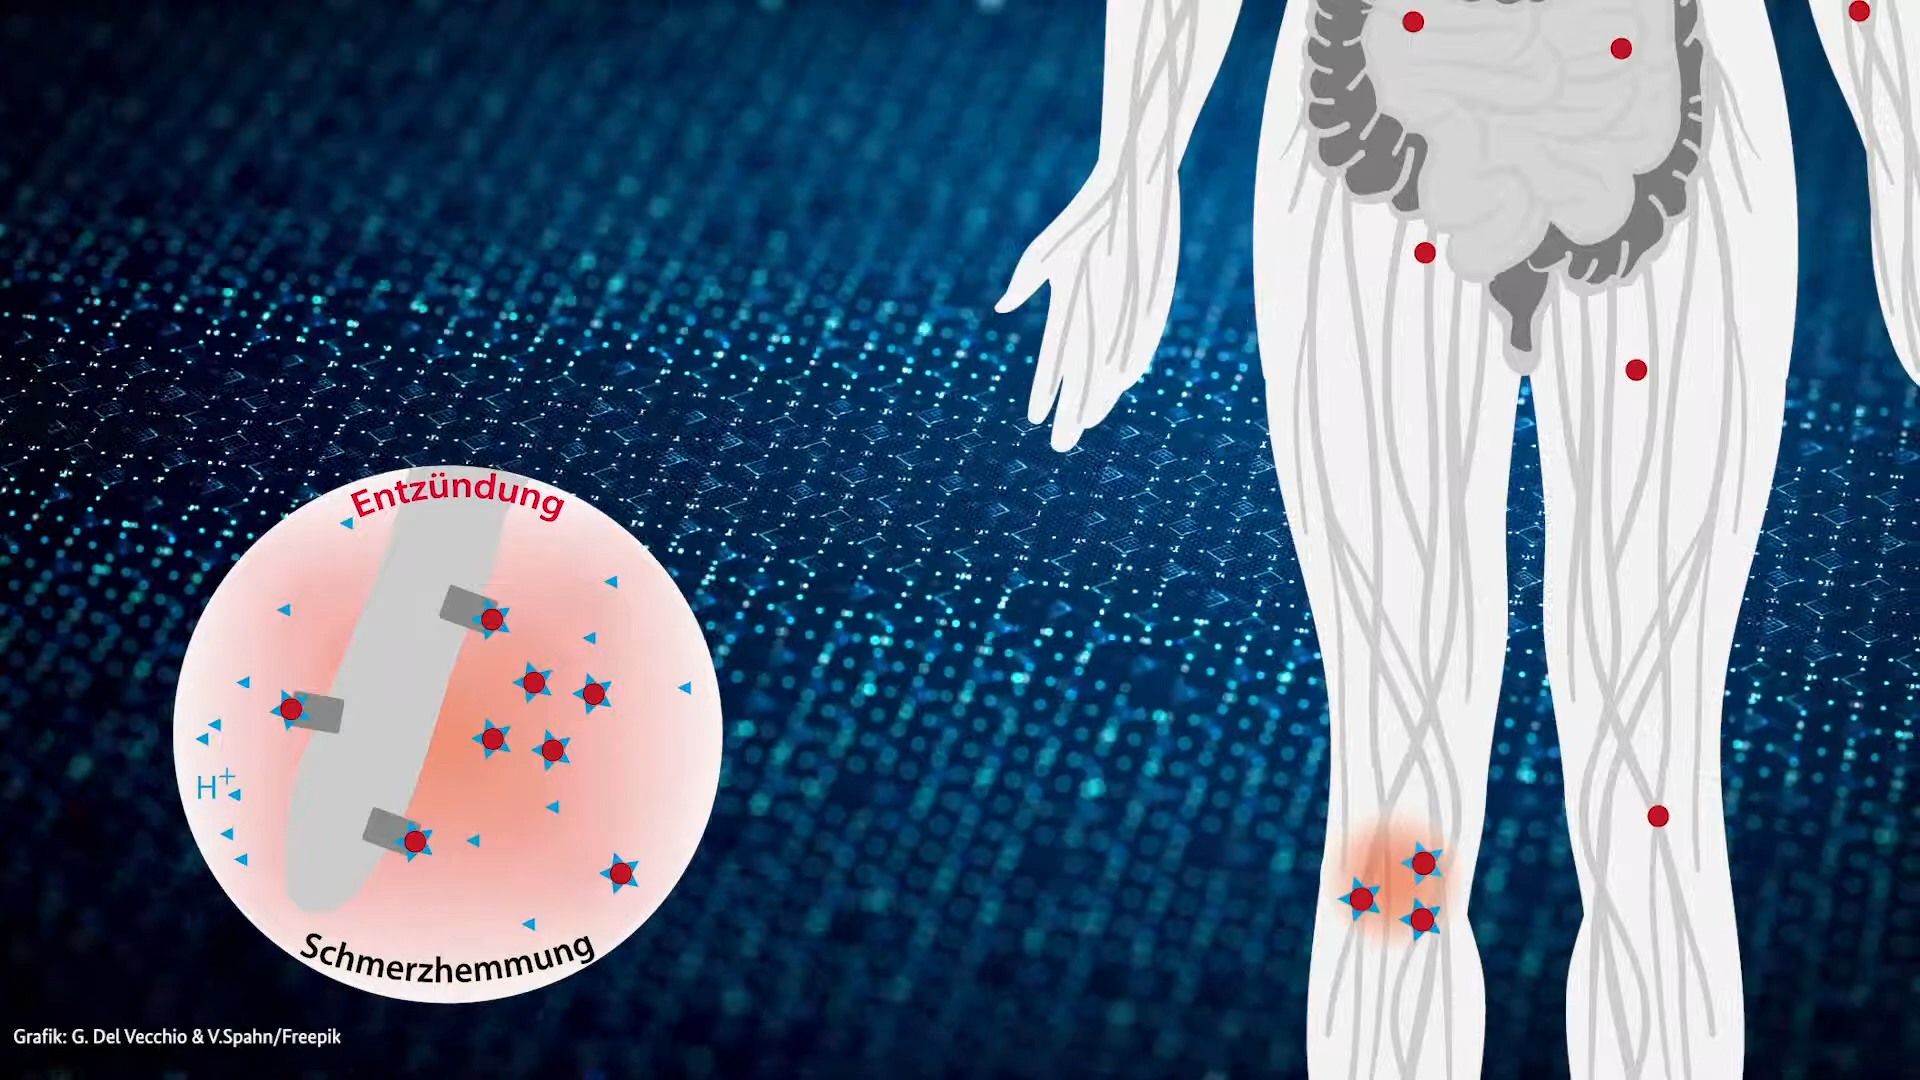 Entzündung
H⁺
Schmerzhemmung
Grafik: G. Del Vecchio & V.Spahn/Freepik